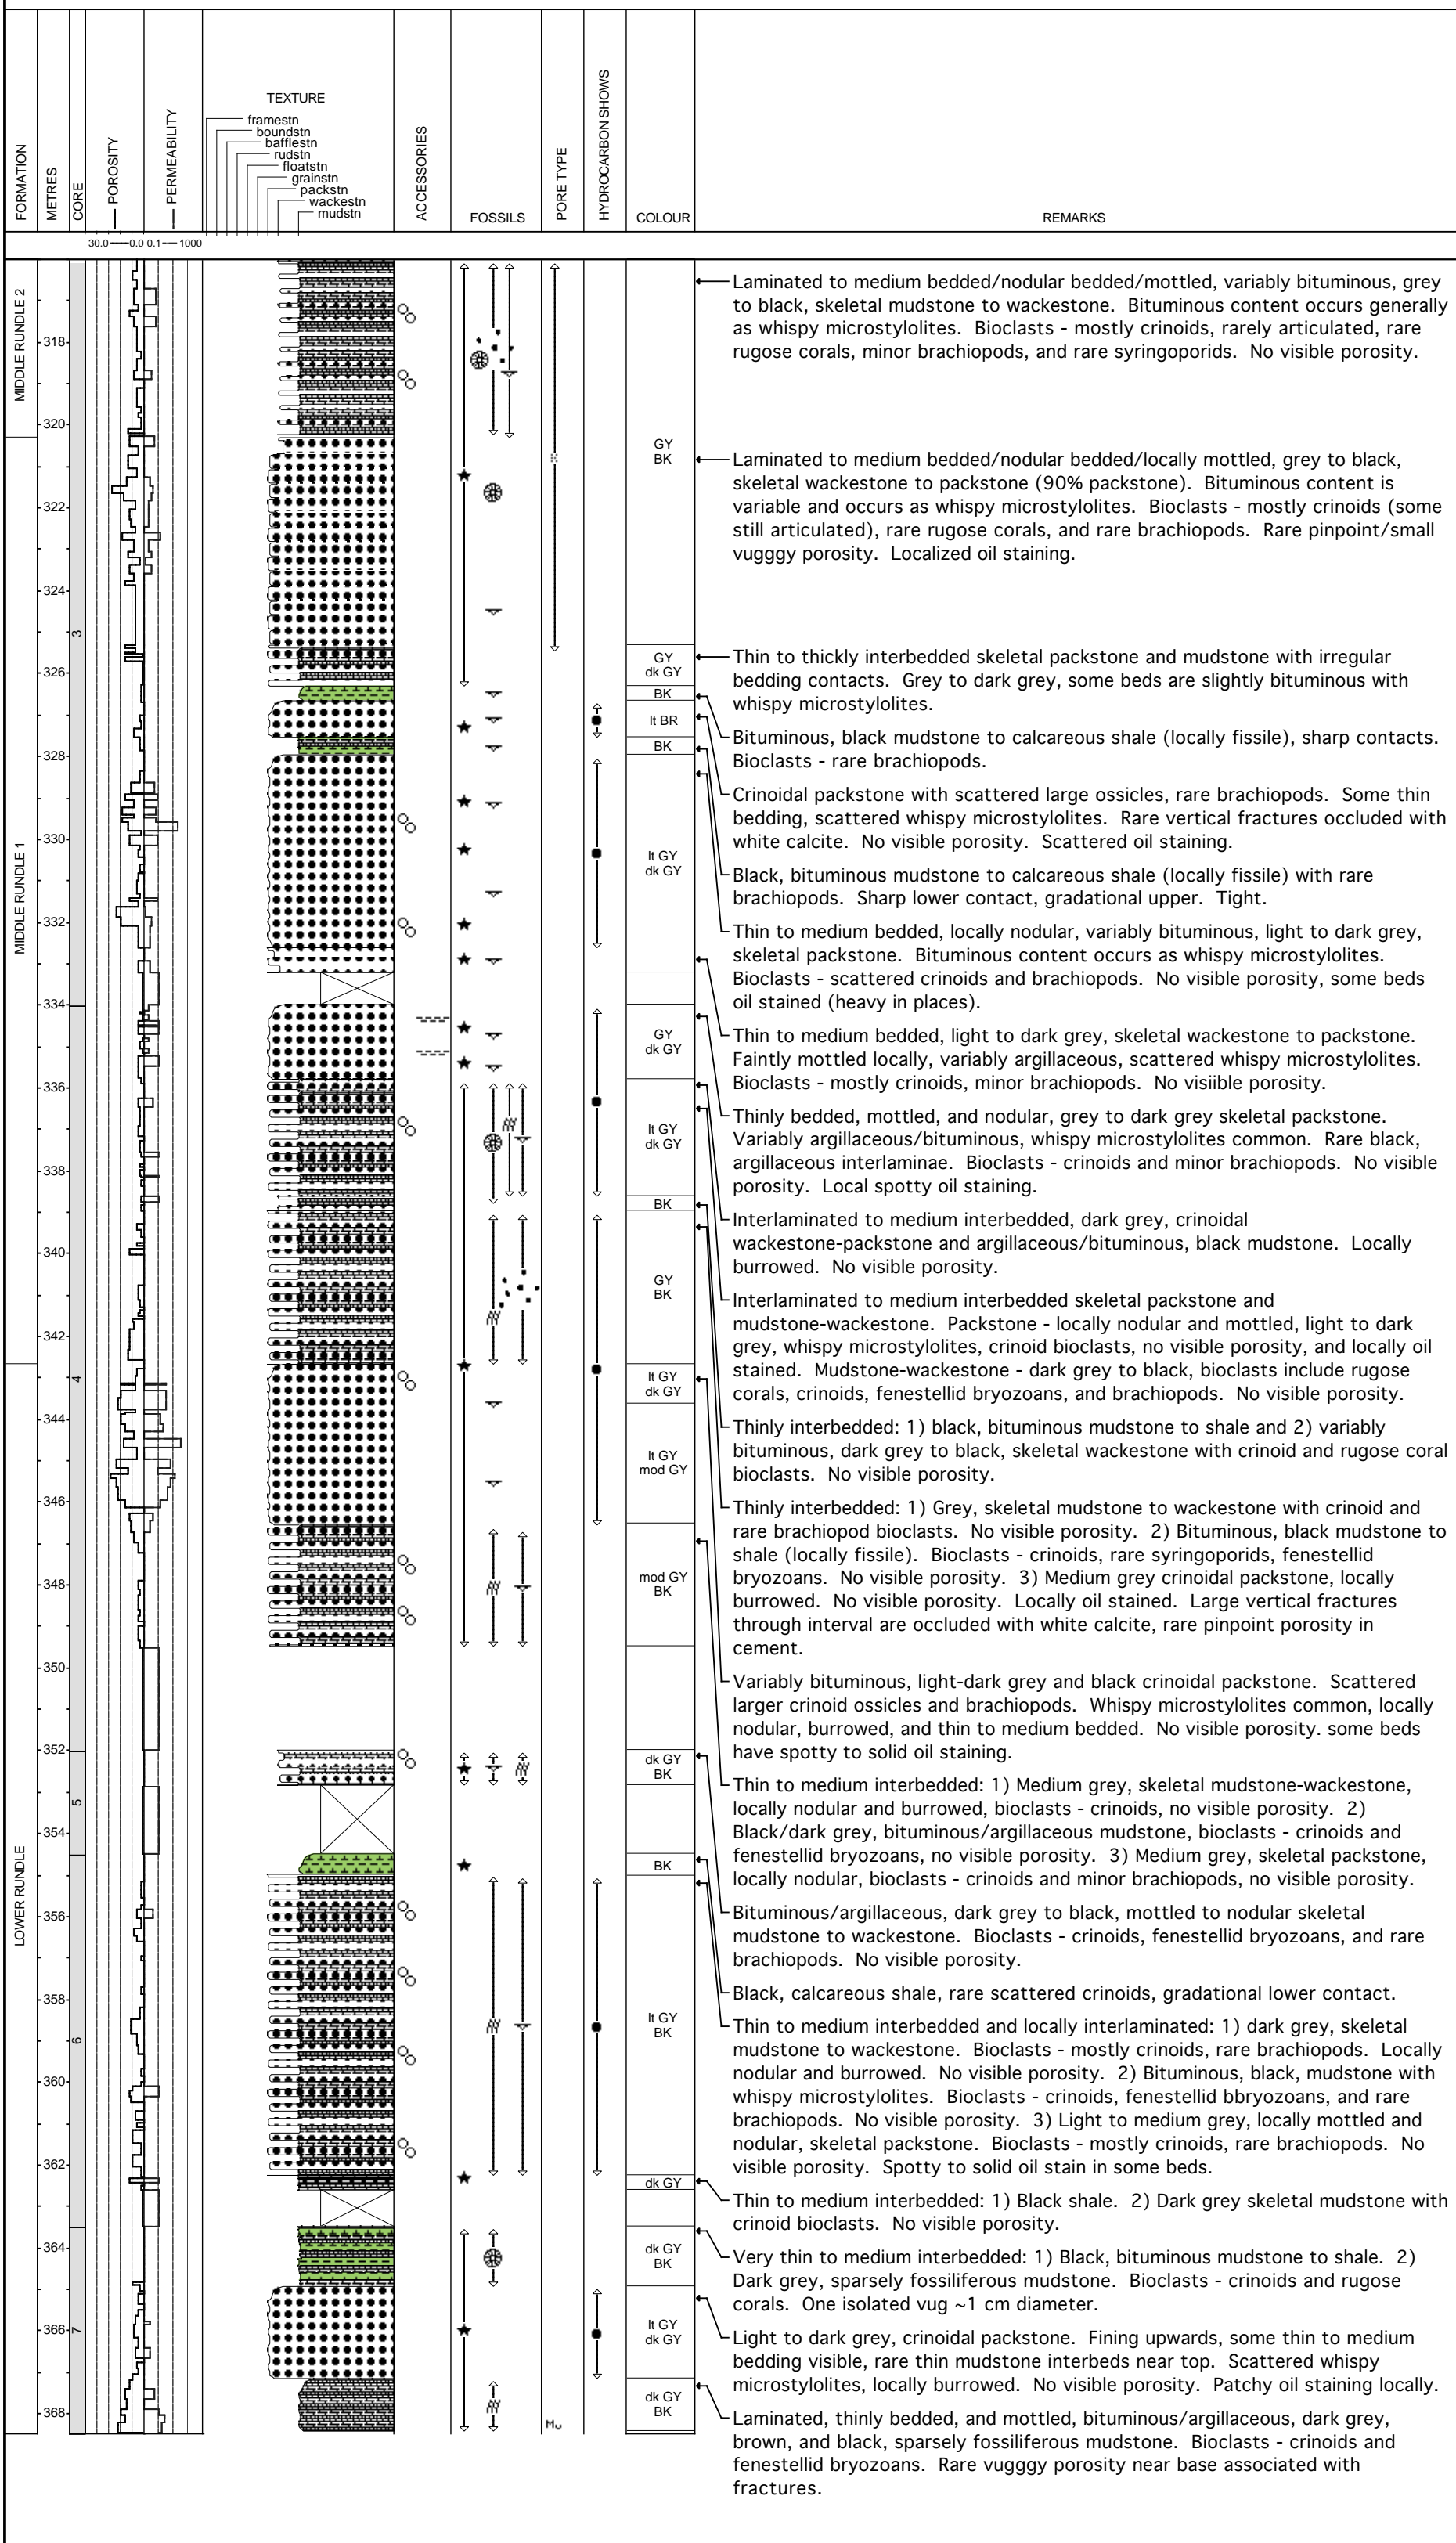 FORMATION
METRES
CORE
POROSITY
PERMEABILITY
TEXTURE
framestn
boundstn
bafflestn
rudstn
floatstn
grainstn
packstn
wackestn
mudstn
ACCESSORIES
FOSSILS
PORE TYPE
HYDROCARBON SHOWS
COLOUR
REMARKS
30.0 0.0 0.1 1000
MIDDLE RUNDLE 2
MIDDLE RUNDLE 1
LOWER RUNDLE
318
320
322
324
326
328
330
332
334
336
338
340
342
344
346
348
350
352
354
356
358
360
362
364
366
368
3
4
5
6
7
GY
BK
GY
dk GY
BK
lt BR
BK
lt GY
dk GY
GY
dk GY
lt GY
dk GY
BK
GY
BK
lt GY
dk GY
lt GY
mod GY
mod GY
BK
dk GY
BK
BK
lt GY
BK
dk GY
dk GY
BK
lt GY
dk GY
dk GY
BK
Laminated to medium bedded/nodular bedded/mottled, variably bituminous, grey
to black, skeletal mudstone to wackestone. Bituminous content occurs generally
as whispy microstylolites. Bioclasts - mostly crinoids, rarely articulated, rare
rugose corals, minor brachiopods, and rare syringoporids. No visible porosity.
Laminated to medium bedded/nodular bedded/locally mottled, grey to black,
skeletal wackestone to packstone (90% packstone). Bituminous content is
variable and occurs as whispy microstylolites. Bioclasts - mostly crinoids (some
still articulated), rare rugose corals, and rare brachiopods. Rare pinpoint/small
vugggy porosity. Localized oil staining.
Thin to thickly interbedded skeletal packstone and mudstone with irregular
bedding contacts. Grey to dark grey, some beds are slightly bituminous with
whispy microstylolites.
Bituminous, black mudstone to calcareous shale (locally fissile), sharp contacts.
Bioclasts - rare brachiopods.
Crinoidal packstone with scattered large ossicles, rare brachiopods. Some thin
bedding, scattered whispy microstylolites. Rare vertical fractures occluded with
white calcite. No visible porosity. Scattered oil staining.
Black, bituminous mudstone to calcareous shale (locally fissile) with rare
brachiopods. Sharp lower contact, gradational upper. Tight.
Thin to medium bedded, locally nodular, variably bituminous, light to dark grey,
skeletal packstone. Bituminous content occurs as whispy microstylolites.
Bioclasts - scattered crinoids and brachiopods. No visible porosity, some beds
oil stained (heavy in places).
Thin to medium bedded, light to dark grey, skeletal wackestone to packstone.
Faintly mottled locally, variably argillaceous, scattered whispy microstylolites.
Bioclasts - mostly crinoids, minor brachiopods. No visiible porosity.
Thinly bedded, mottled, and nodular, grey to dark grey skeletal packstone.
Variably argillaceous/bituminous, whispy microstylolites common. Rare black,
argillaceous interlaminae. Bioclasts - crinoids and minor brachiopods. No visible
porosity. Local spotty oil staining.
Interlaminated to medium interbedded, dark grey, crinoidal
wackestone-packstone and argillaceous/bituminous, black mudstone. Locally
burrowed. No visible porosity.
Interlaminated to medium interbedded skeletal packstone and
mudstone-wackestone. Packstone - locally nodular and mottled, light to dark
grey, whispy microstylolites, crinoid bioclasts, no visible porosity, and locally oil
stained. Mudstone-wackestone - dark grey to black, bioclasts include rugose
corals, crinoids, fenestellid bryozoans, and brachiopods. No visible porosity.
Thinly interbedded: 1) black, bituminous mudstone to shale and 2) variably
bituminous, dark grey to black, skeletal wackestone with crinoid and rugose coral
bioclasts. No visible porosity.
Thinly interbedded: 1) Grey, skeletal mudstone to wackestone with crinoid and
rare brachiopod bioclasts. No visible porosity. 2) Bituminous, black mudstone to
shale (locally fissile). Bioclasts - crinoids, rare syringoporids, fenestellid
bryozoans. No visible porosity. 3) Medium grey crinoidal packstone, locally
burrowed. No visible porosity. Locally oil stained. Large vertical fractures
through interval are occluded with white calcite, rare pinpoint porosity in
cement.
Variably bituminous, light-dark grey and black crinoidal packstone. Scattered
larger crinoid ossicles and brachiopods. Whispy microstylolites common, locally
nodular, burrowed, and thin to medium bedded. No visible porosity. some beds
have spotty to solid oil staining.
Thin to medium interbedded: 1) Medium grey, skeletal mudstone-wackestone,
locally nodular and burrowed, bioclasts - crinoids, no visible porosity. 2)
Black/dark grey, bituminous/argillaceous mudstone, bioclasts - crinoids and
fenestellid bryozoans, no visible porosity. 3) Medium grey, skeletal packstone,
locally nodular, bioclasts - crinoids and minor brachiopods, no visible porosity.
Bituminous/argillaceous, dark grey to black, mottled to nodular skeletal
mudstone to wackestone. Bioclasts - crinoids, fenestellid bryozoans, and rare
brachiopods. No visible porosity.
Black, calcareous shale, rare scattered crinoids, gradational lower contact.
Thin to medium interbedded and locally interlaminated: 1) dark grey, skeletal
mudstone to wackestone. Bioclasts - mostly crinoids, rare brachiopods. Locally
nodular and burrowed. No visible porosity. 2) Bituminous, black, mudstone with
whispy microstylolites. Bioclasts - crinoids, fenestellid bbryozoans, and rare
brachiopods. No visible porosity. 3) Light to medium grey, locally mottled and
nodular, skeletal packstone. Bioclasts - mostly crinoids, rare brachiopods. No
visible porosity. Spotty to solid oil stain in some beds.
Thin to medium interbedded: 1) Black shale. 2) Dark grey skeletal mudstone with
crinoid bioclasts. No visible porosity.
Very thin to medium interbedded: 1) Black, bituminous mudstone to shale. 2)
Dark grey, sparsely fossiliferous mudstone. Bioclasts - crinoids and rugose
corals. One isolated vug ~1 cm diameter.
Light to dark grey, crinoidal packstone. Fining upwards, some thin to medium
bedding visible, rare thin mudstone interbeds near top. Scattered whispy
microstylolites, locally burrowed. No visible porosity. Patchy oil staining locally.
Laminated, thinly bedded, and mottled, bituminous/argillaceous, dark grey,
brown, and black, sparsely fossiliferous mudstone. Bioclasts - crinoids and
fenestellid bryozoans. Rare vugggy porosity near base associated with
fractures.